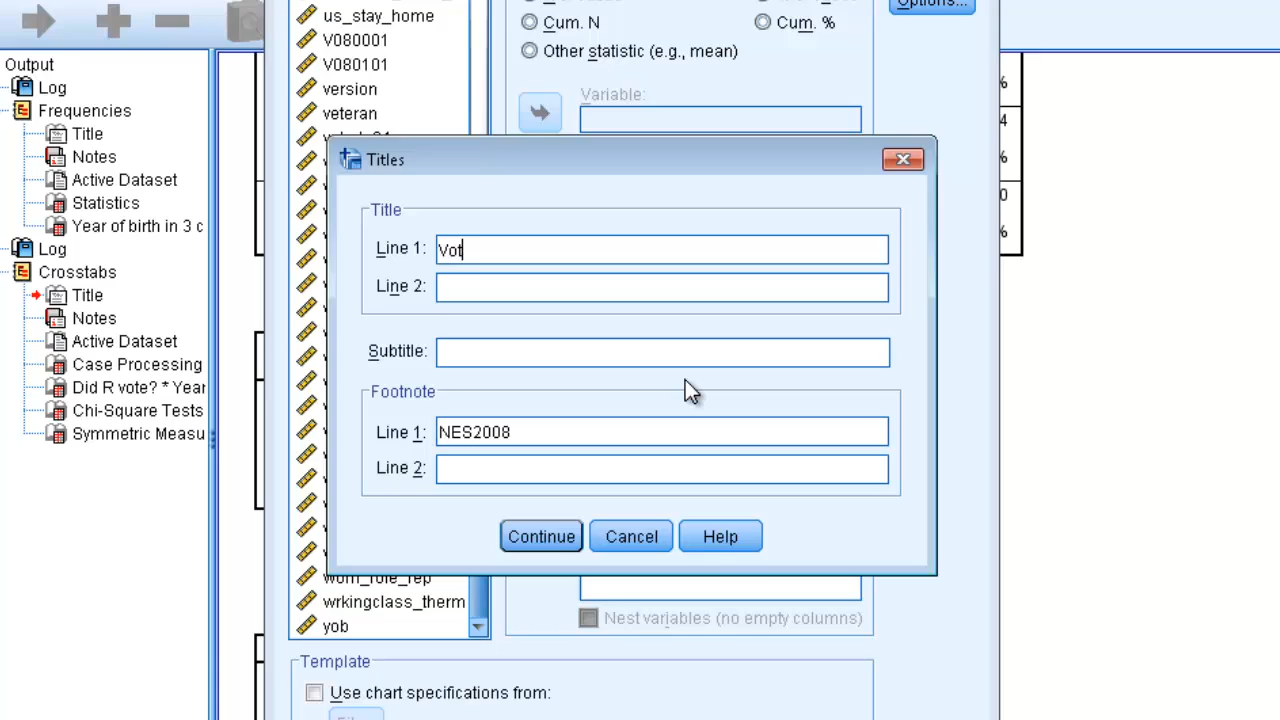 Output
Log
Frequencies
Title
Notes
Active Dataset
Statistics
Year of birth in 3 c
Log
Crosstabs
Title
Notes
Active Dataset
Case Processing
Did R vote? * Year
Chi-Square Tests
Symmetric Measu
us_stay_home
V080001
V080101
version
veteran
wrkingclass_therm
yob
Cum. N
Cum. %
Other statistic (e.g., mean)
Options...
Variable:
%
4
%
0
%
Titles
Title
Line 1: Vot
Line 2:
Subtitle:
Footnote
Line 1: NES2008
Line 2:
Continue Cancel Help
Nest variables (no empty columns)
Template
Use chart specifications from: